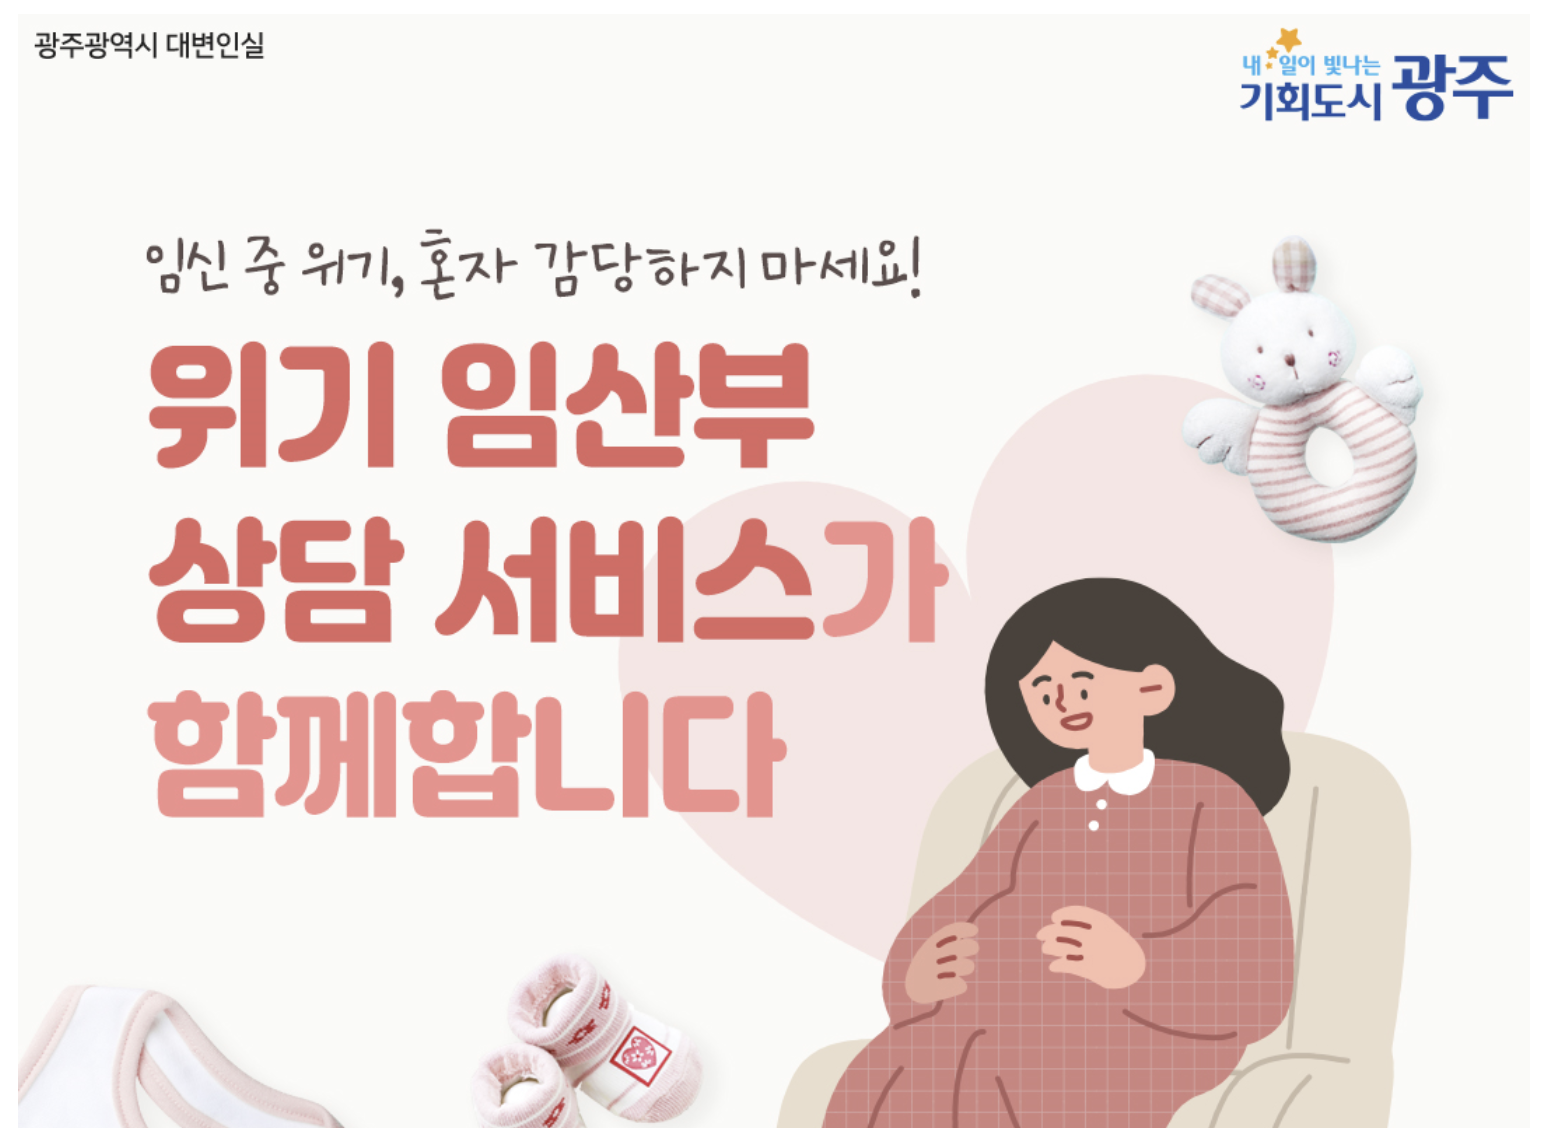 광주광역시 대변인실
내일이 빛나는
기회도시 광주
임신 중 위기, 혼자 감당하지 마세요!
위기 임산부
상담 서비스가
함께합니다